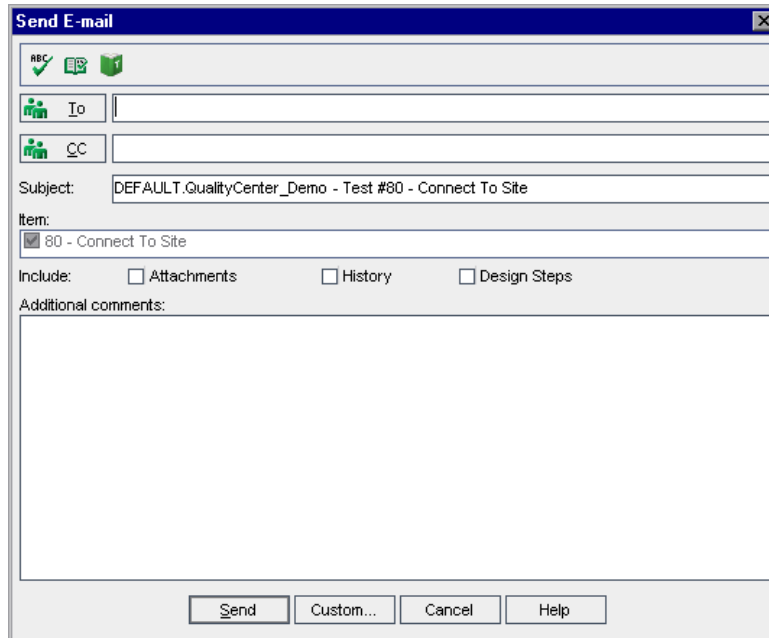 Send E-mail
ABC
To
CC
Subject: DEFAULT.QualityCenter_Demo - Test #80 - Connect To Site
Item:
80 - Connect To Site
Include: Attachments History Design Steps
Additional comments:
Send Custom... Cancel Help